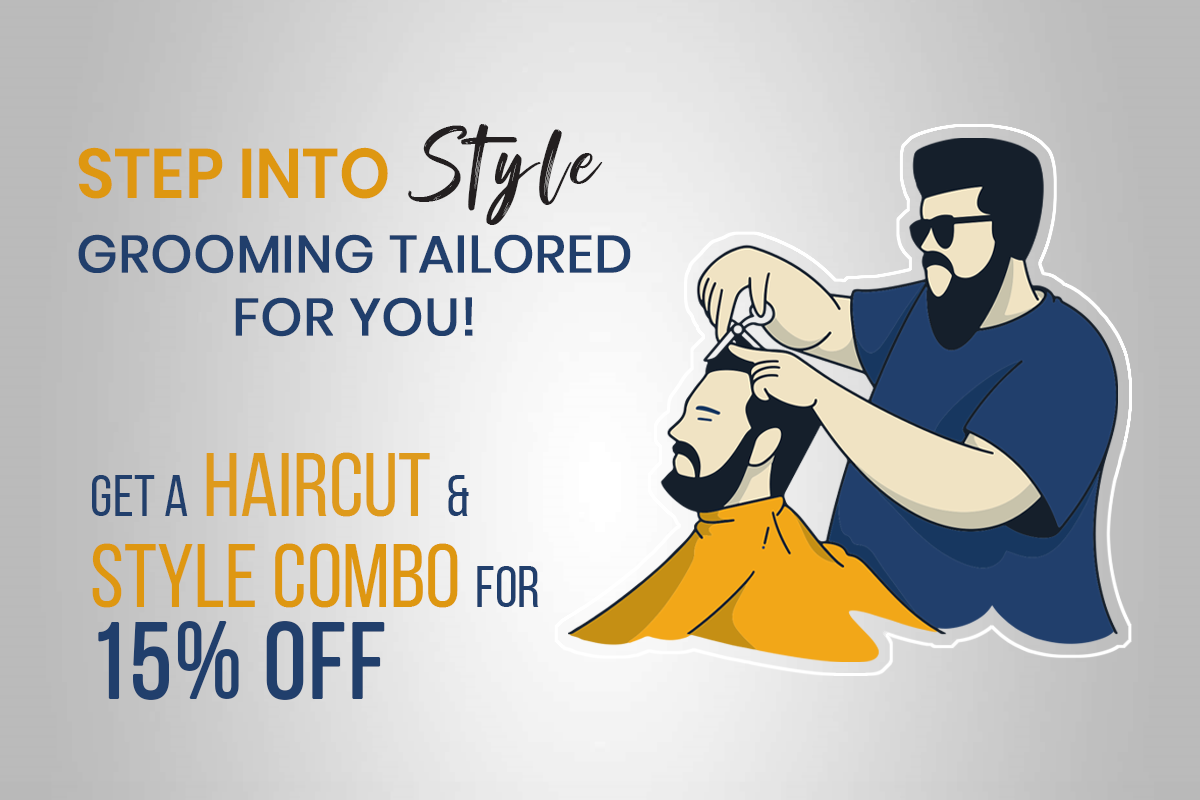 STEP INTO Style
GROOMING TAILORED
FOR YOU!
GET A HAIRCUT &
STYLE COMBO FOR
15% OFF